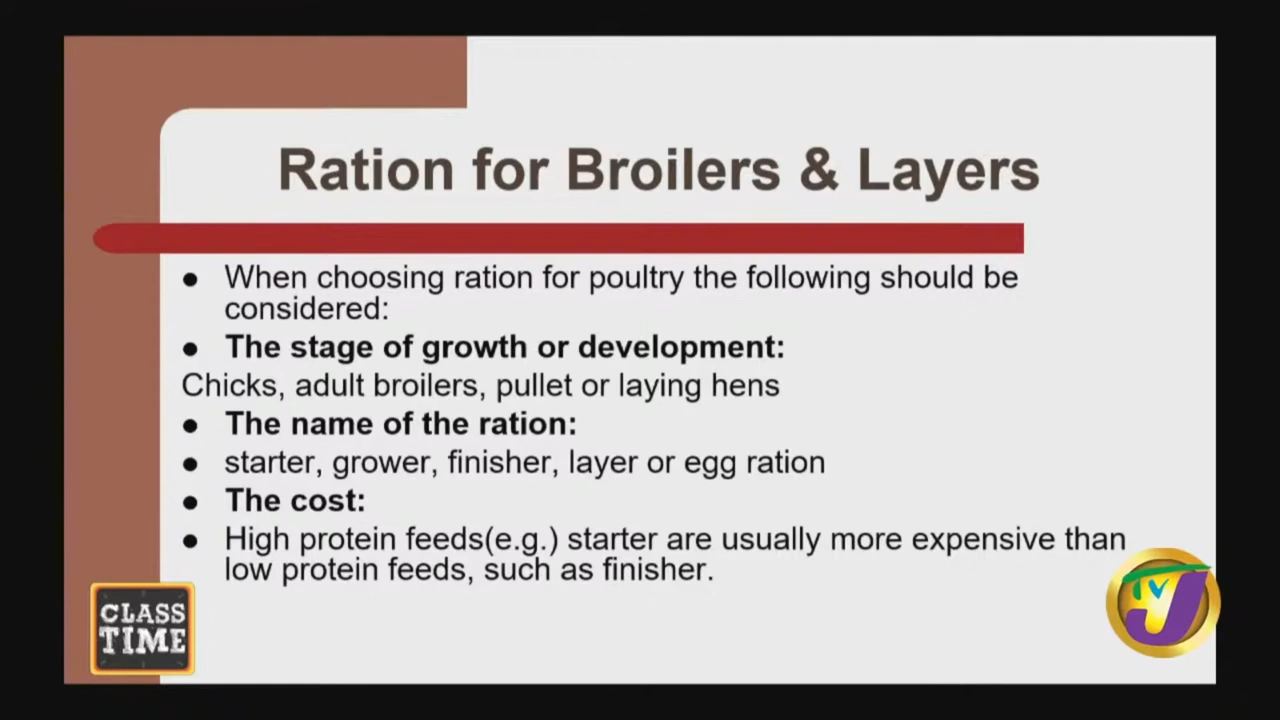 Ration for Broilers & Layers
● When choosing ration for poultry the following should be
considered:
● The stage of growth or development:
Chicks, adult broilers, pullet or laying hens
● The name of the ration:
● starter, grower, finisher, layer or egg ration
● The cost:
● High protein feeds(e.g.) starter are usually more expensive than
low protein feeds, such as finisher.
CLASS
TIME
TVJ